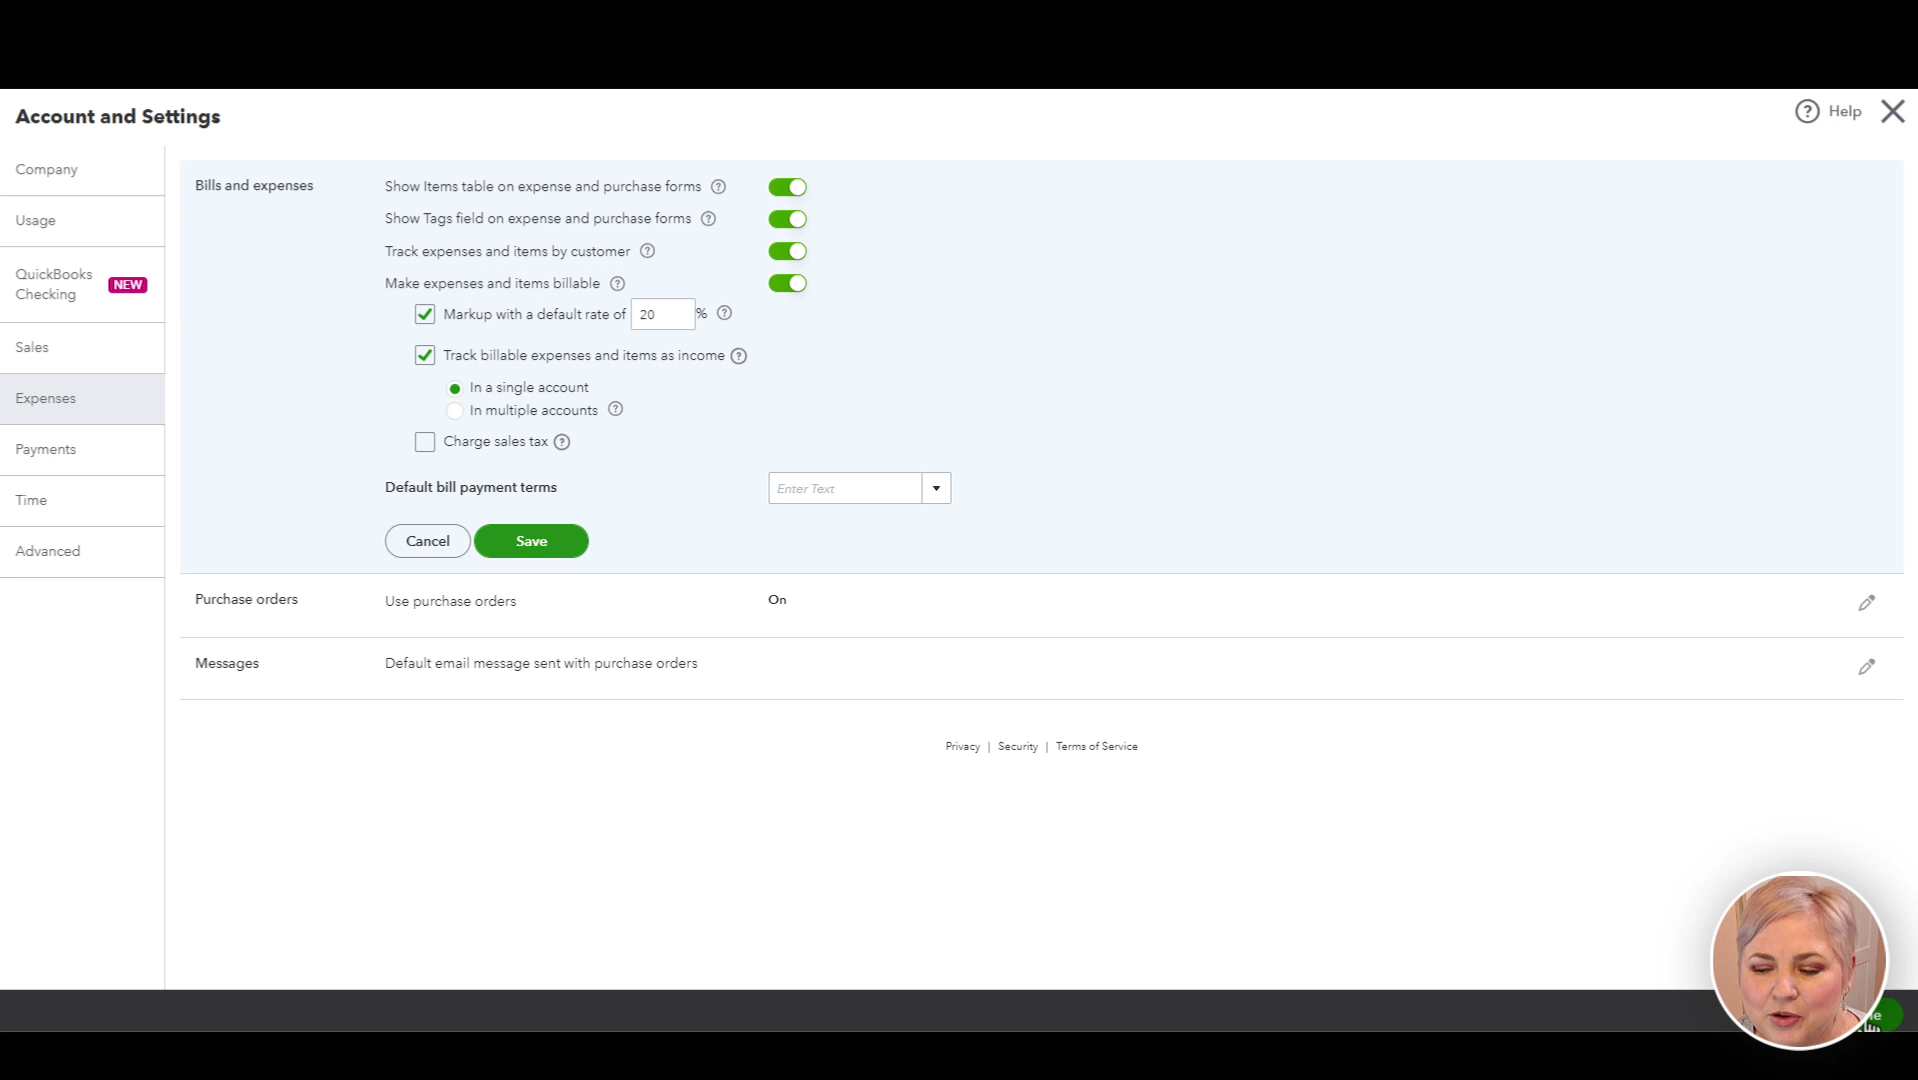 Account and Settings
Help
Company
Usage
QuickBooks
Checking
NEW
Sales
Expenses
Payments
Time
Advanced
Bills and expenses
Show Items table on expense and purchase forms
Show Tags field on expense and purchase forms
Track expenses and items by customer
Make expenses and items billable
Markup with a default rate of 20 %
Track billable expenses and items as income
In a single account
In multiple accounts
Charge sales tax
Default bill payment terms
Enter Text
Cancel
Save
Purchase orders
Use purchase orders
On
Messages
Default email message sent with purchase orders
Privacy | Security | Terms of Service